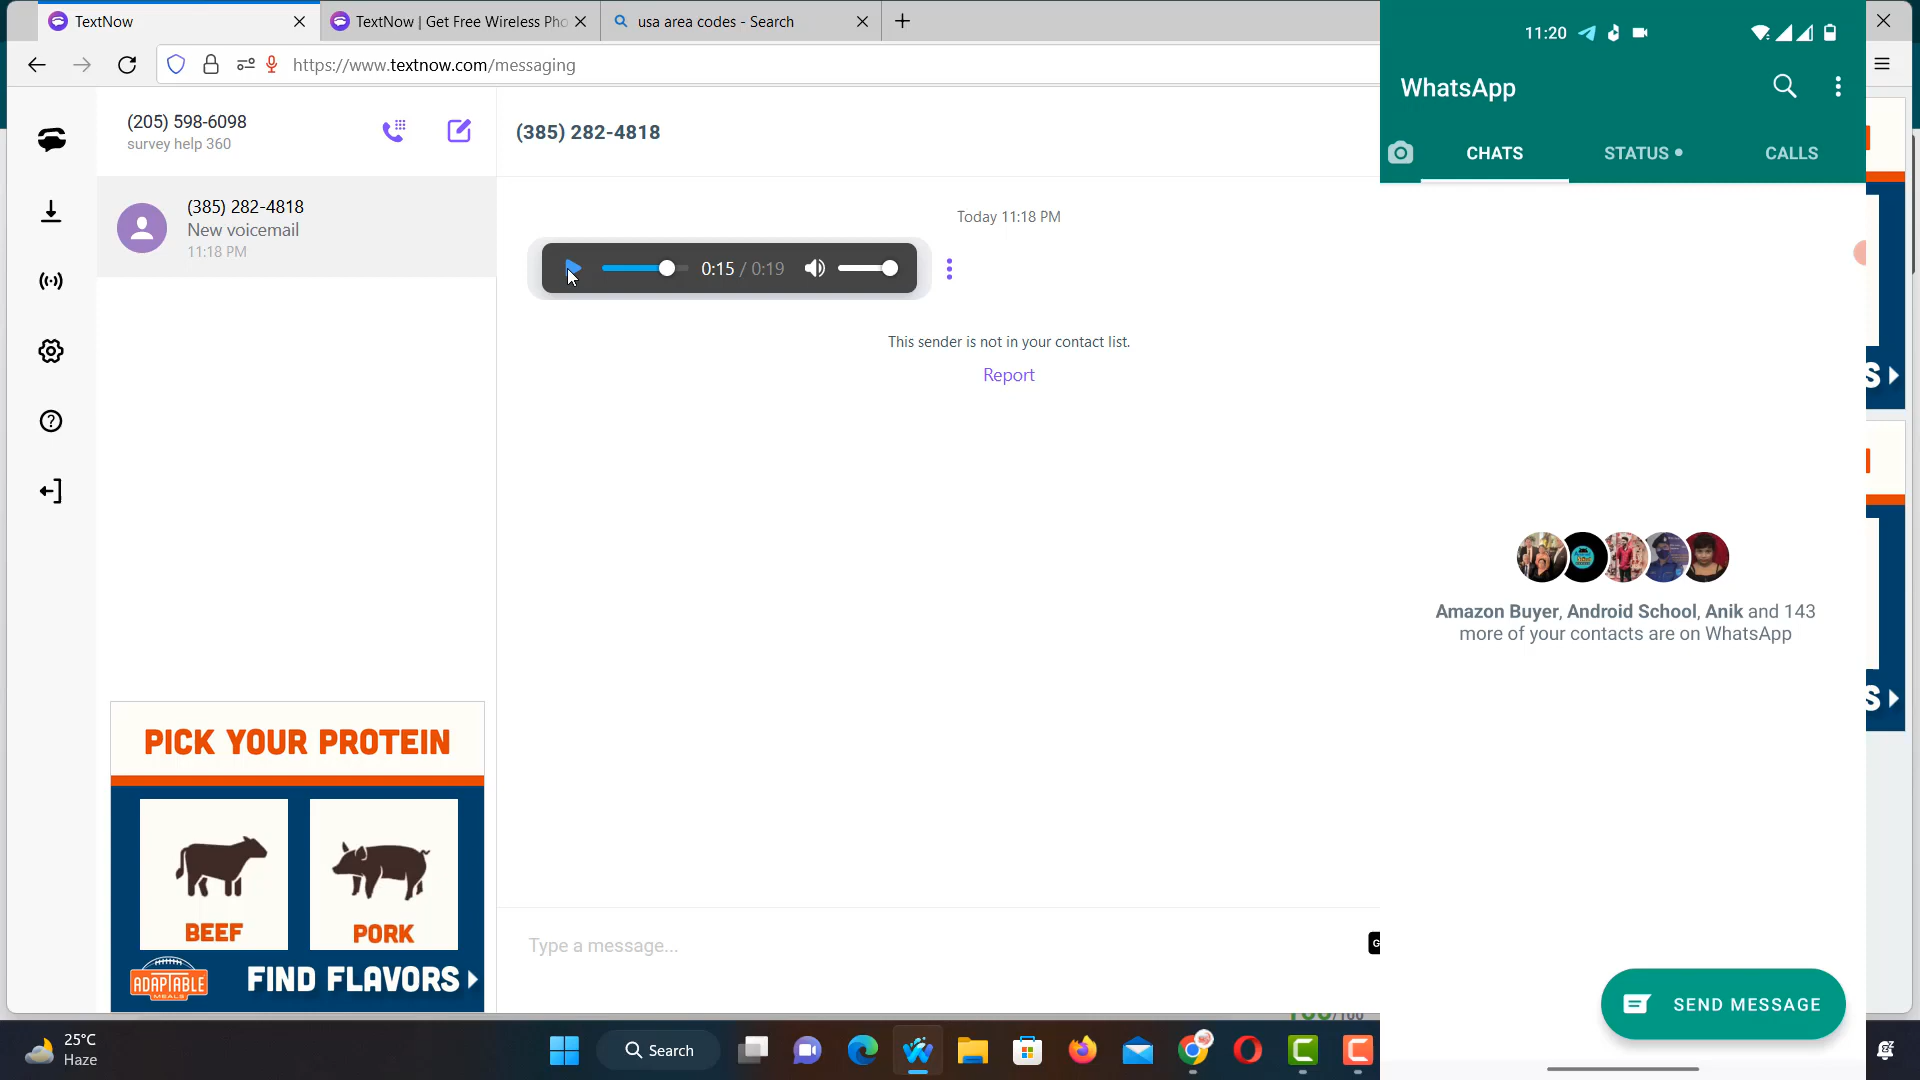 TextNow
TextNow | Get Free Wireless Pho
usa area codes - Search
https://www.textnow.com/messaging
(205) 598-6098
survey help 360
(385) 282-4818
(385) 282-4818
New voicemail
11:18 PM
Today 11:18 PM
0:15 / 0:19
This sender is not in your contact list.
Report
Type a message...
PICK YOUR PROTEIN
BEEF
PORK
ADAPTABLE
MEALS
FIND FLAVORS
11:20
WhatsApp
CHATS
STATUS
CALLS
Amazon Buyer, Android School, Anik and 143
more of your contacts are on WhatsApp
SEND MESSAGE
S
S
25°C
Haze
Search